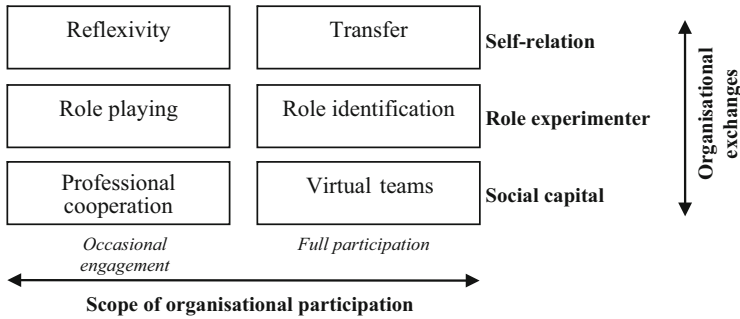 Reflexivity
Transfer
Self-relation
Role playing
Role identification
Role experimenter
Professional
cooperation
Virtual teams
Social capital
Organisational
exchanges
Occasional
engagement
Full participation
Scope of organisational participation